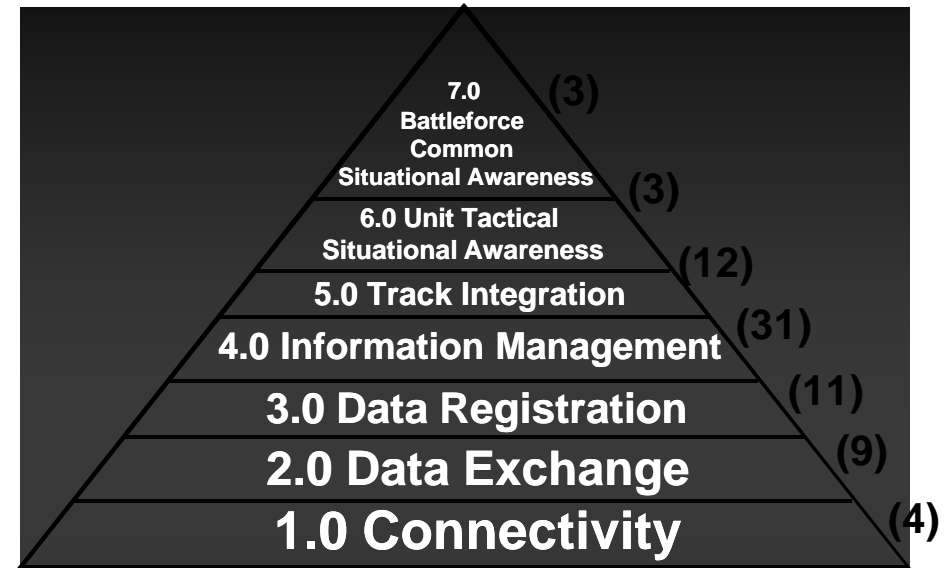 7.0
(3)
Battleforce
Common
Situational Awareness
(3)
6.0 Unit Tactical
Situational Awareness
(12)
5.0 Track Integration
(31)
4.0 Information Management
(11)
3.0 Data Registration
(9)
2.0 Data Exchange
(4)
1.0 Connectivity